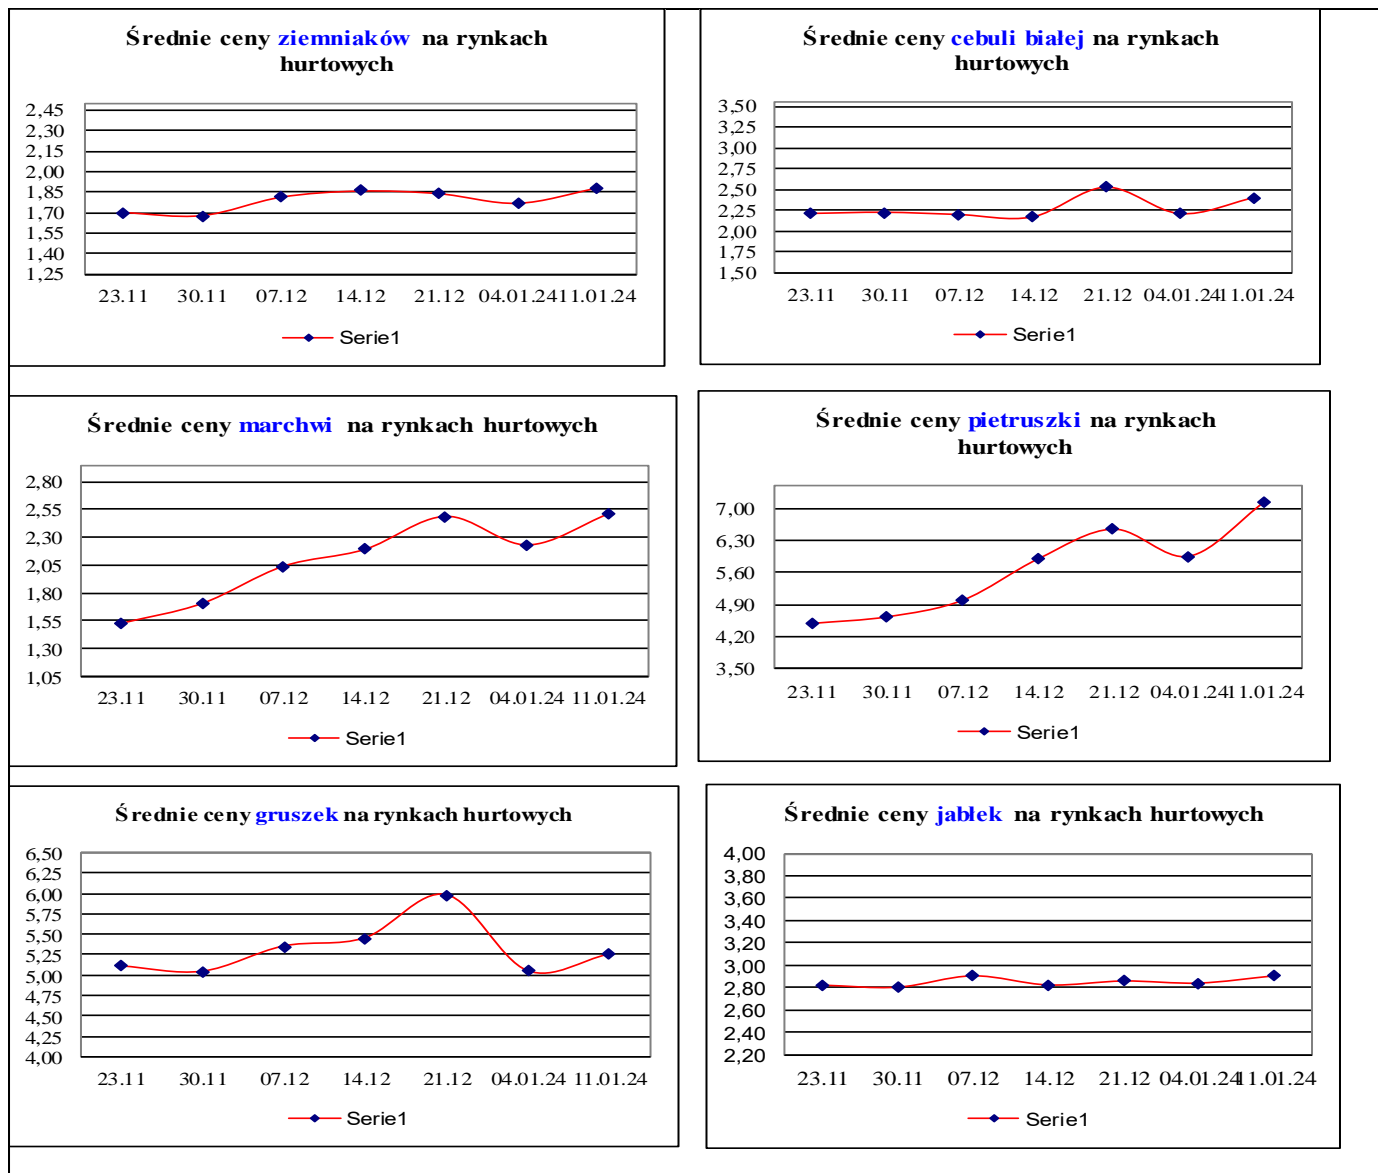 Średnie ceny ziemniaków na rynkach
hurtowych
2,45
2,30
2,15
2,00
1,85
1,70
1,55
1,40
1,25
23.11 30.11 07.12 14.12 21.12 04.01.24 11.01.24
Serie1
Średnie ceny cebuli białej na rynkach
hurtowych
3,50
3,25
3,00
2,75
2,50
2,25
2,00
1,75
1,50
23.11 30.11 07.12 14.12 21.12 04.01.24 11.01.24
Serie1
Średnie ceny marchwi na rynkach hurtowych
2,80
2,55
2,30
2,05
1,80
1,55
1,30
1,05
23.11 30.11 07.12 14.12 21.12 04.01.24 11.01.24
Serie1
Średnie ceny pietruszki na rynkach
hurtowych
7,00
6,30
5,60
4,90
4,20
3,50
23.11 30.11 07.12 14.12 21.12 04.01.24 11.01.24
Serie1
Średnie ceny gruszek na rynkach hurtowych
6,50
6,25
6,00
5,75
5,50
5,25
5,00
4,75
4,50
4,25
4,00
23.11 30.11 07.12 14.12 21.12 04.01.24 11.01.24
Serie1
Średnie ceny jabłek na rynkach hurtowych
4,00
3,80
3,60
3,40
3,20
3,00
2,80
2,60
2,40
2,20
23.11 30.11 07.12 14.12 21.12 04.01.24 11.01.24
Serie1